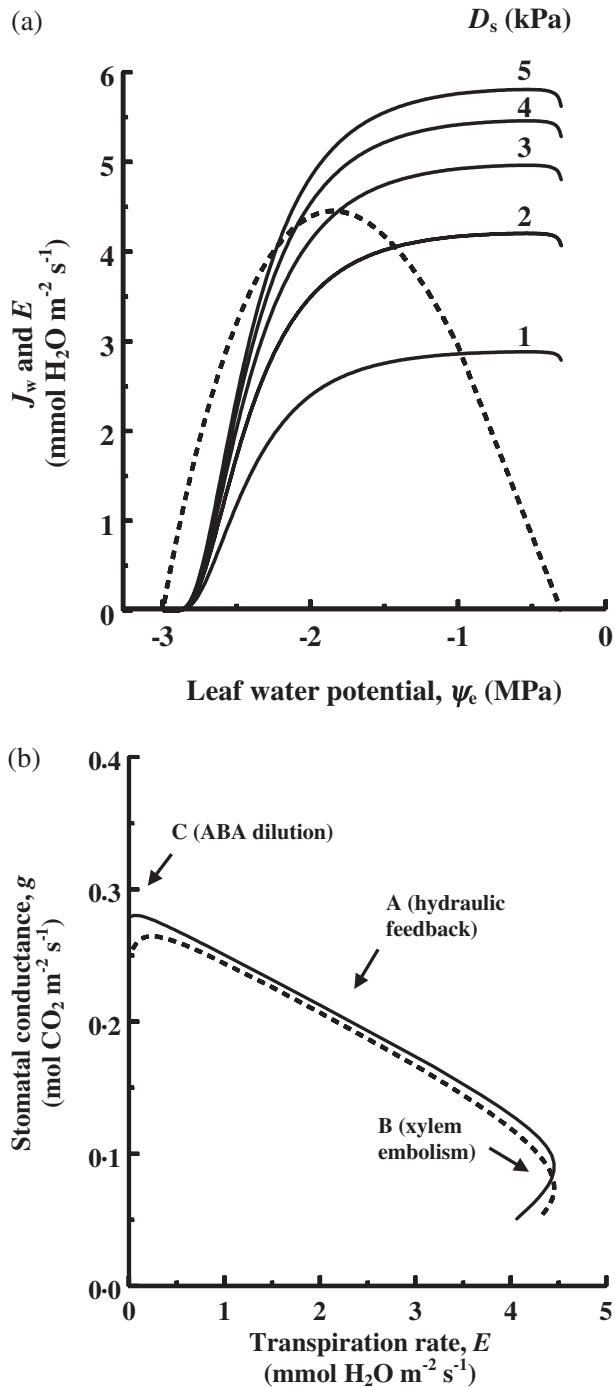 (a)
Dₛ (kPa)
6
5
4
3
2
1
0
J_w and E
(mmol H₂O m⁻² s⁻¹)
5
4
3
2
1
-3
-2
-1
0
Leaf water potential, ψₑ (MPa)
(b)
0·4
0·3
0·2
0·1
0·0
Stomatal conductance, g
(mol CO₂ m⁻² s⁻¹)
C (ABA dilution)
A (hydraulic
feedback)
B (xylem
embolism)
0
1
2
3
4
5
Transpiration rate, E
(mmol H₂O m⁻² s⁻¹)